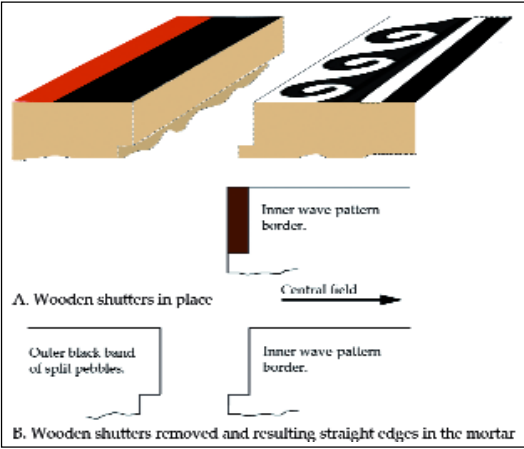 Inner wave pattern
border.
Central field
A. Wooden shutters in place
Outer black band
of split pebbles.
Inner wave pattern
border.
B. Wooden shutters removed and resulting straight edges in the mortar